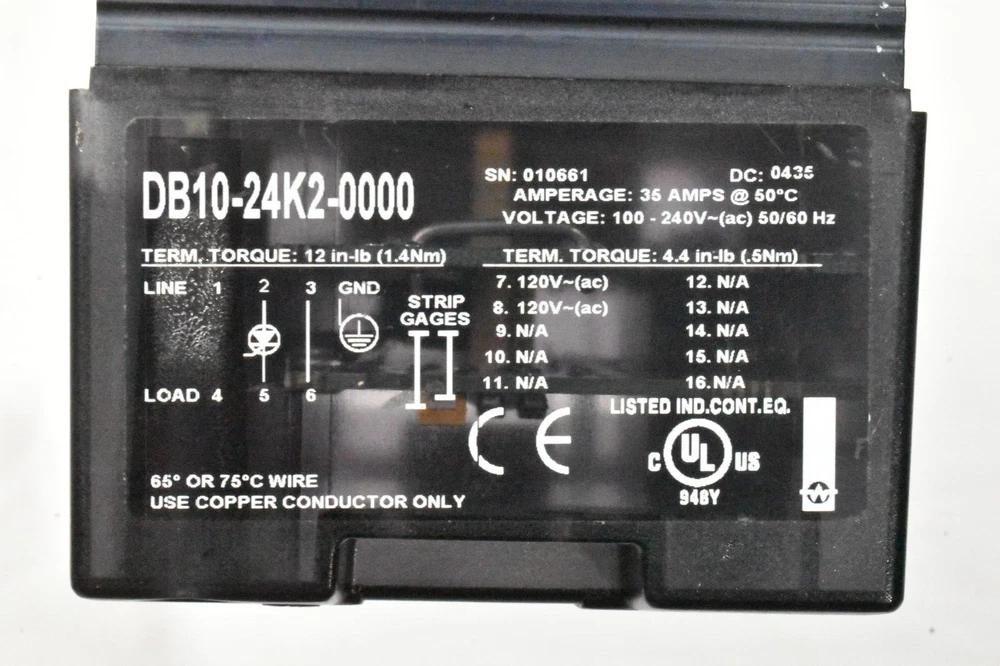 DB10-24K2-0000
SN: 010661 DC: 0435
AMPERAGE: 35 AMPS @ 50°C
VOLTAGE: 100 - 240V~(ac) 50/60 Hz
TERM. TORQUE: 12 in-lb (1.4Nm)
LINE 1 2 3 GND
STRIP
GAGES
LOAD 4 5 6
65° OR 75°C WIRE
USE COPPER CONDUCTOR ONLY
TERM. TORQUE: 4.4 in-lb (.5Nm)
7. 120V~(ac) 12. N/A
8. 120V~(ac) 13. N/A
9. N/A 14. N/A
10. N/A 15. N/A
11. N/A 16. N/A
LISTED IND.CONT.EQ.
CE
C UL US
946Y
W